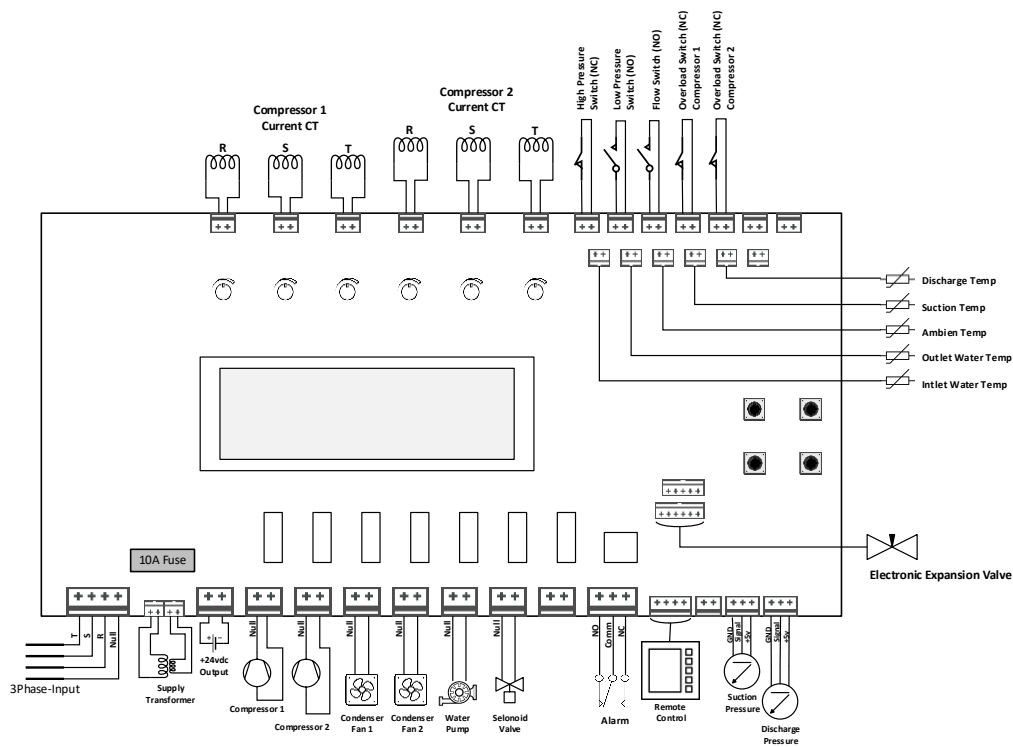 High Pressure
Switch (NC)
Low Pressure
Switch (NO)
Flow Switch (NO)
Overload Switch (NC)
Compressor 1
Overload Switch (NC)
Compressor 2
Compressor 1
Current CT
Compressor 2
Current CT
R
S
T
R
S
T
Discharge Temp
Suction Temp
Ambien Temp
Outlet Water Temp
Intlet Water Temp
10A Fuse
Electronic Expansion Valve
T
S
R
Null
3Phase-Input
Supply
Transformer
+24vdc
Output
Null
Compressor 1
Null
Compressor 2
Null
Condenser
Fan 1
Null
Condenser
Fan 2
Null
Water
Pump
Null
Selonoid
Valve
NO
Comm
NC
Alarm
Remote
Control
GND
Signal
+5v
Suction
Pressure
GND
Signal
+5v
Discharge
Pressure